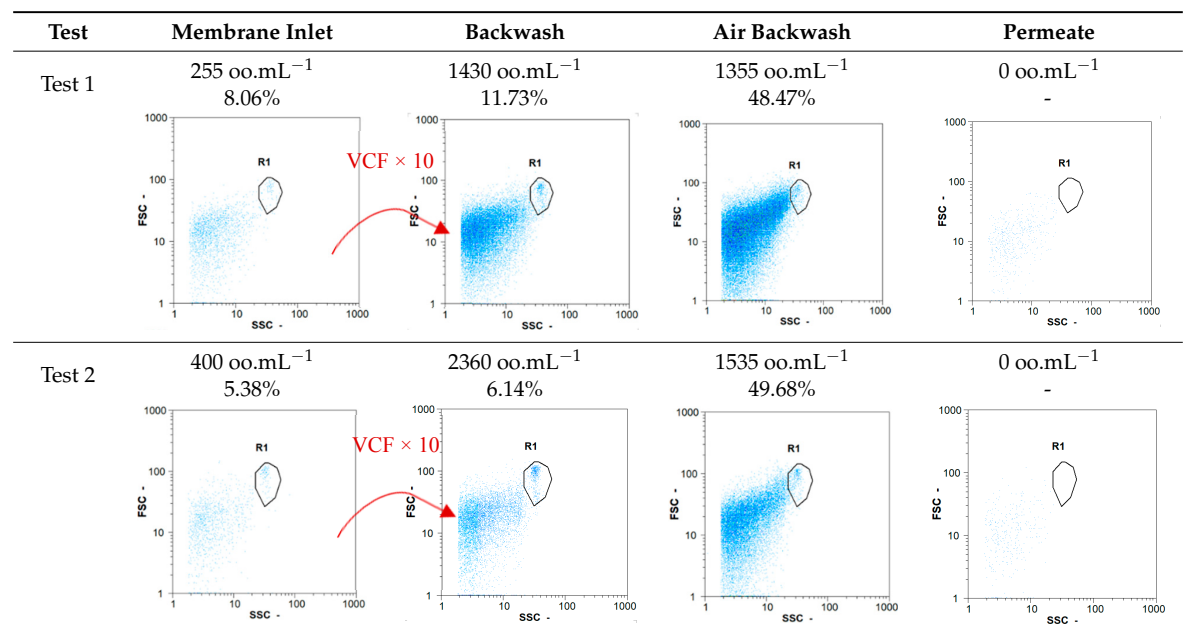 Test Membrane Inlet Backwash Air Backwash Permeate
Test 1
255 oo.mL⁻¹ 1430 oo.mL⁻¹ 1355 oo.mL⁻¹ 0 oo.mL⁻¹
8.06% 11.73% 48.47% -
1000
100
10
1
FSC -
R1
1 10 100 1000
SSC -
VCF × 10
1000
100
10
1
FSC -
R1
1 10 100 1000
SSC -
1000
100
10
1
FSC -
R1
1 10 100 1000
SSC -
1000
100
10
1
FSC -
R1
1 10 100 1000
SSC -
Test 2
400 oo.mL⁻¹ 2360 oo.mL⁻¹ 1535 oo.mL⁻¹ 0 oo.mL⁻¹
5.38% 6.14% 49.68% -
1000
100
10
1
FSC -
R1
1 10 100 1000
SSC -
VCF × 10
1000
100
10
1
FSC -
R1
1 10 100 1000
SSC -
1000
100
10
1
FSC -
R1
1 10 100 1000
SSC -
1000
100
10
1
FSC -
R1
1 10 100 1000
SSC -